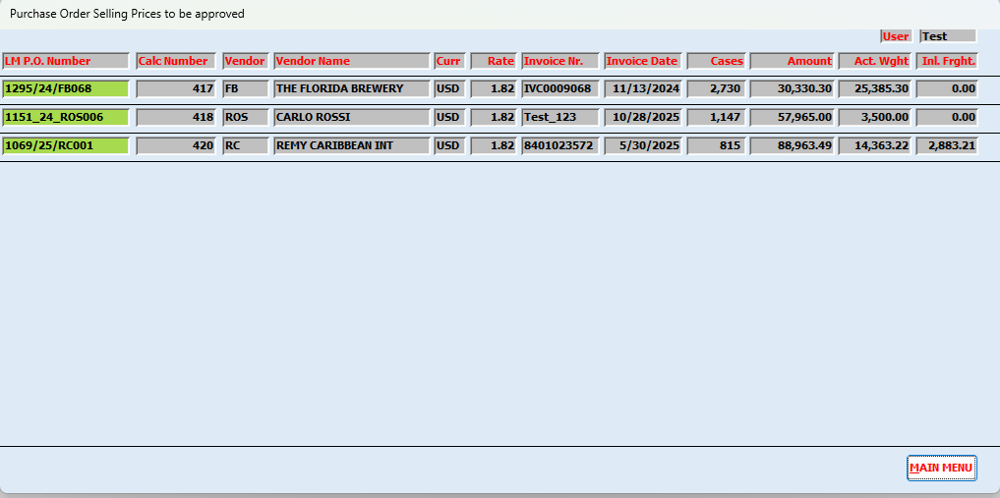 Purchase Order Selling Prices to be approved
User Test
LM P.O. Number Calc Number Vendor Vendor Name Curr Rate Invoice Nr. Invoice Date Cases Amount Act. Wght Inl. Frght.
1295/24/FB068 417 FB THE FLORIDA BREWERY USD 1.82 IVC0009068 11/13/2024 2,730 30,330.30 25,385.30 0.00
1151_24_ROS006 418 ROS CARLO ROSSI USD 1.82 Test_123 10/28/2025 1,147 57,965.00 3,500.00 0.00
1069/25/RC001 420 RC REMY CARIBBEAN INT USD 1.82 8401023572 5/30/2025 815 88,963.49 14,363.22 2,883.21
MAIN MENU